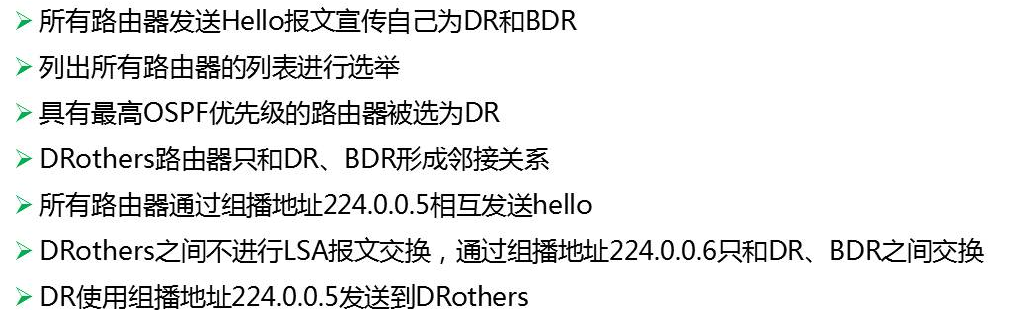 所有路由器发送Hello报文宣传自己为DR和BDR
列出所有路由器的列表进行选举
具有最高OSPF优先级的路由器被选为DR
DRothers路由器只和DR、BDR形成邻接关系
所有路由器通过组播地址224.0.0.5相互发送hello
DRothers之间不进行LSA报文交换，通过组播地址224.0.0.6只和DR、BDR之间交换
DR使用组播地址224.0.0.5发送到DRothers